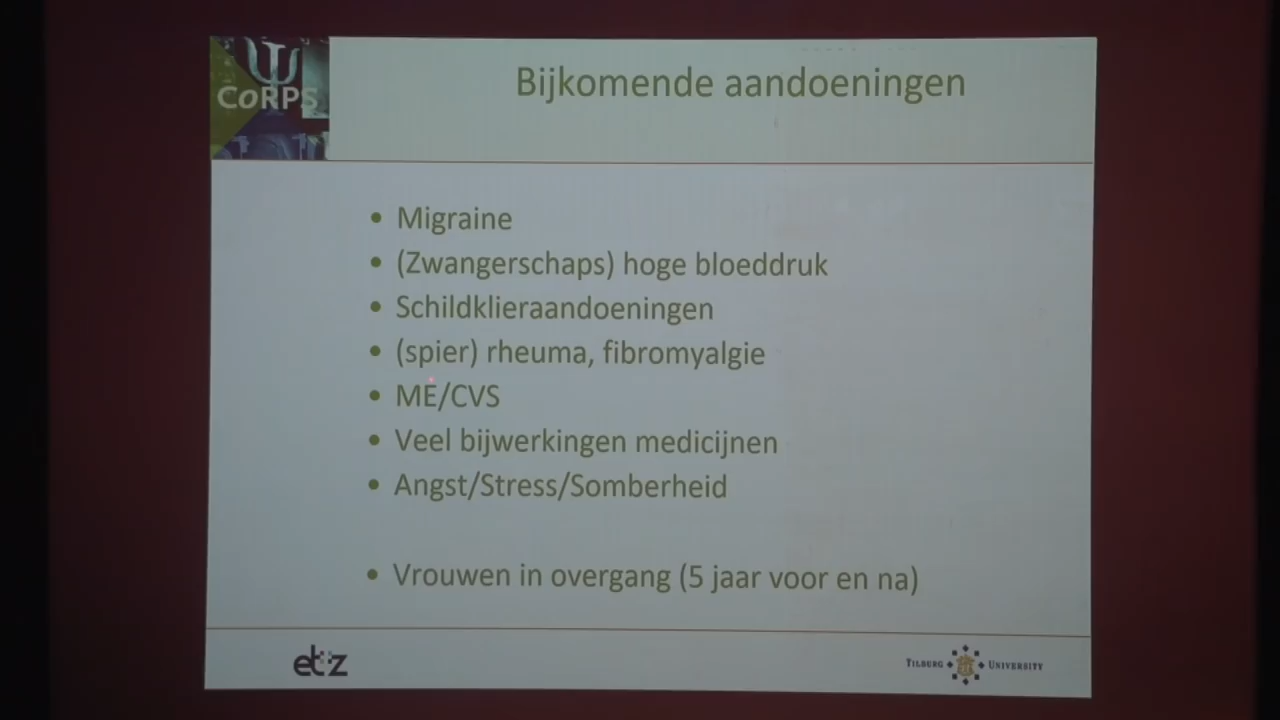 CoRPS
Bijkomende aandoeningen
• Migraine
• (Zwangerschaps) hoge bloeddruk
• Schildklieraandoeningen
• (spier) rheuma, fibromyalgie
• ME/CVS
• Veel bijwerkingen medicijnen
• Angst/Stress/Somberheid
• Vrouwen in overgang (5 jaar voor en na)
etz
TILBURG UNIVERSITY